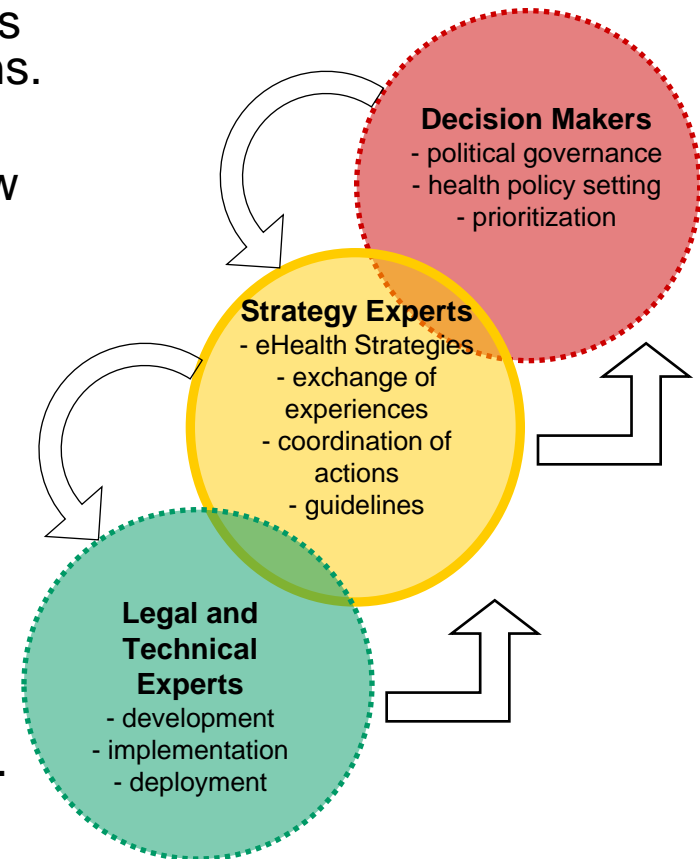 s
ns.
w
.
Decision Makers
- political governance
- health policy setting
- prioritization
Strategy Experts
- eHealth Strategies
- exchange of
experiences
- coordination of
actions
- guidelines
Legal and
Technical
Experts
- development
- implementation
- deployment